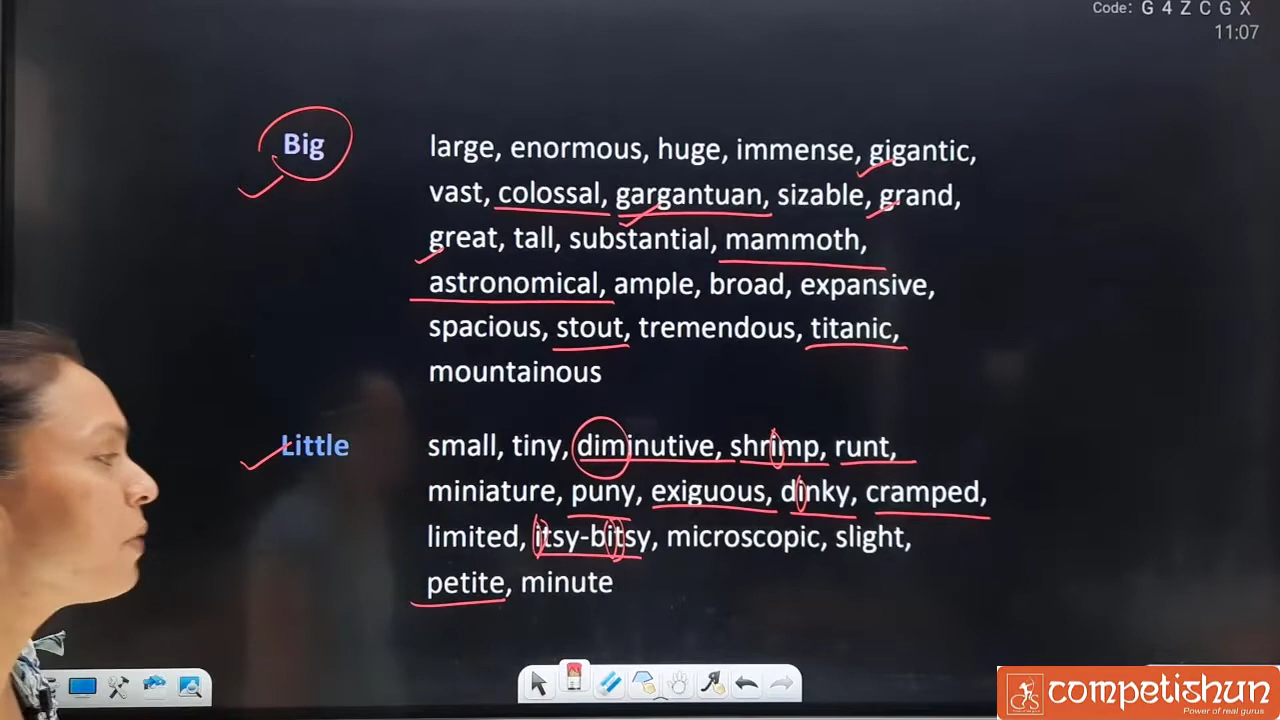 Code: G 4 Z C G X
11:07
Big
large, enormous, huge, immense, gigantic,
vast, colossal, gargantuan, sizable, grand,
great, tall, substantial, mammoth,
astronomical, ample, broad, expansive,
spacious, stout, tremendous, titanic,
mountainous
Little
small, tiny, diminutive, shrimp, runt,
miniature, puny, exiguous, dinky, cramped,
limited, itsy-bitsy, microscopic, slight,
petite, minute
competishun
Power of real gurus